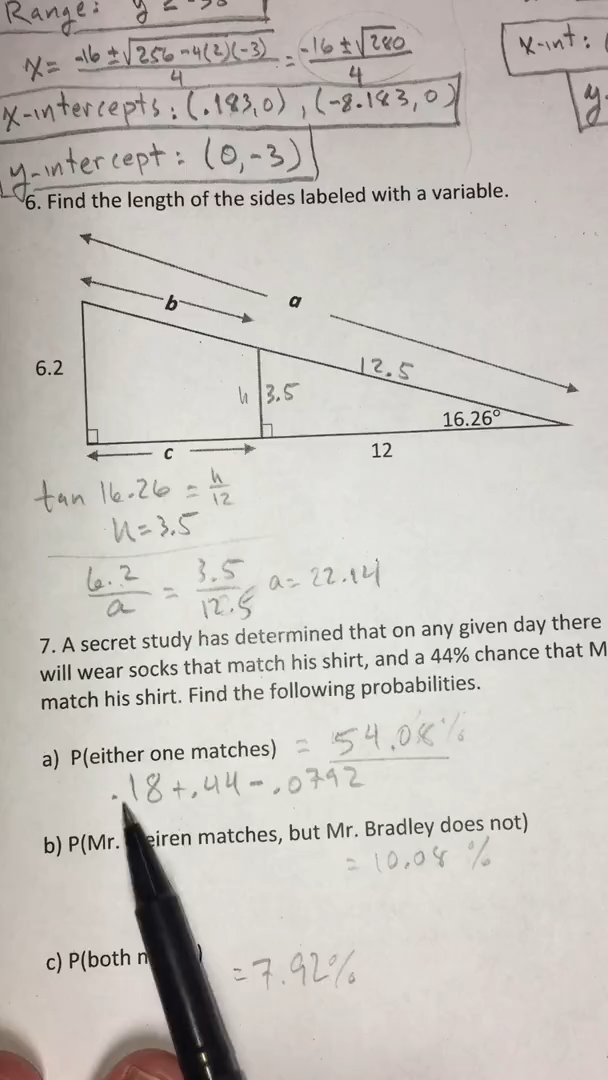 Range: y ≥ -35
X= -16 ± √256 -4(2)(-3) / 4 = -16 ± √280 / 4
x-int:
x-intercepts: (.183,0), (-8.183,0)
y-
y-intercept: (0,-3)
6. Find the length of the sides labeled with a variable.
b
a
6.2
12.5
h 3.5
16.26°
c
12
tan 16.26 = h/12
h=3.5
6.2/a = 3.5/12.5 a= 22.14
7. A secret study has determined that on any given day there
will wear socks that match his shirt, and a 44% chance that M
match his shirt. Find the following probabilities.
a) P(either one matches) = 54.08%
.18+.44-.0792
b) P(Mr. eiren matches, but Mr. Bradley does not)
= 10.08 %
c) P(both
= 7.92%